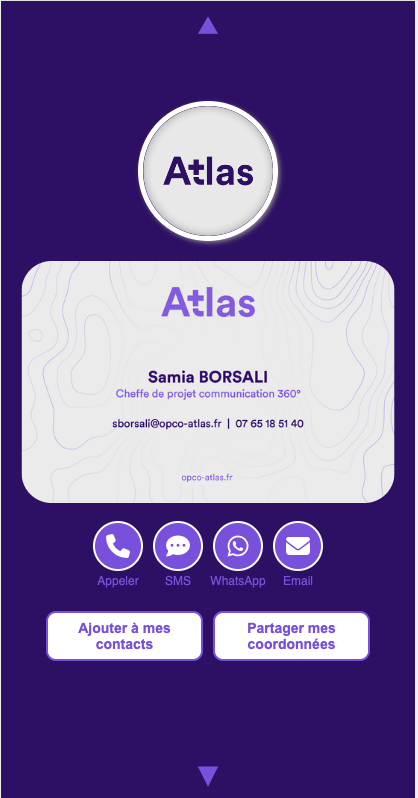 Atlas
Atlas
Samia BORSALI
Cheffe de projet communication 360°
sborsali@opco-atlas.fr | 07 65 18 51 40
opco-atlas.fr
Appeler SMS WhatsApp Email
Ajouter à mes
contacts
Partager mes
coordonnées